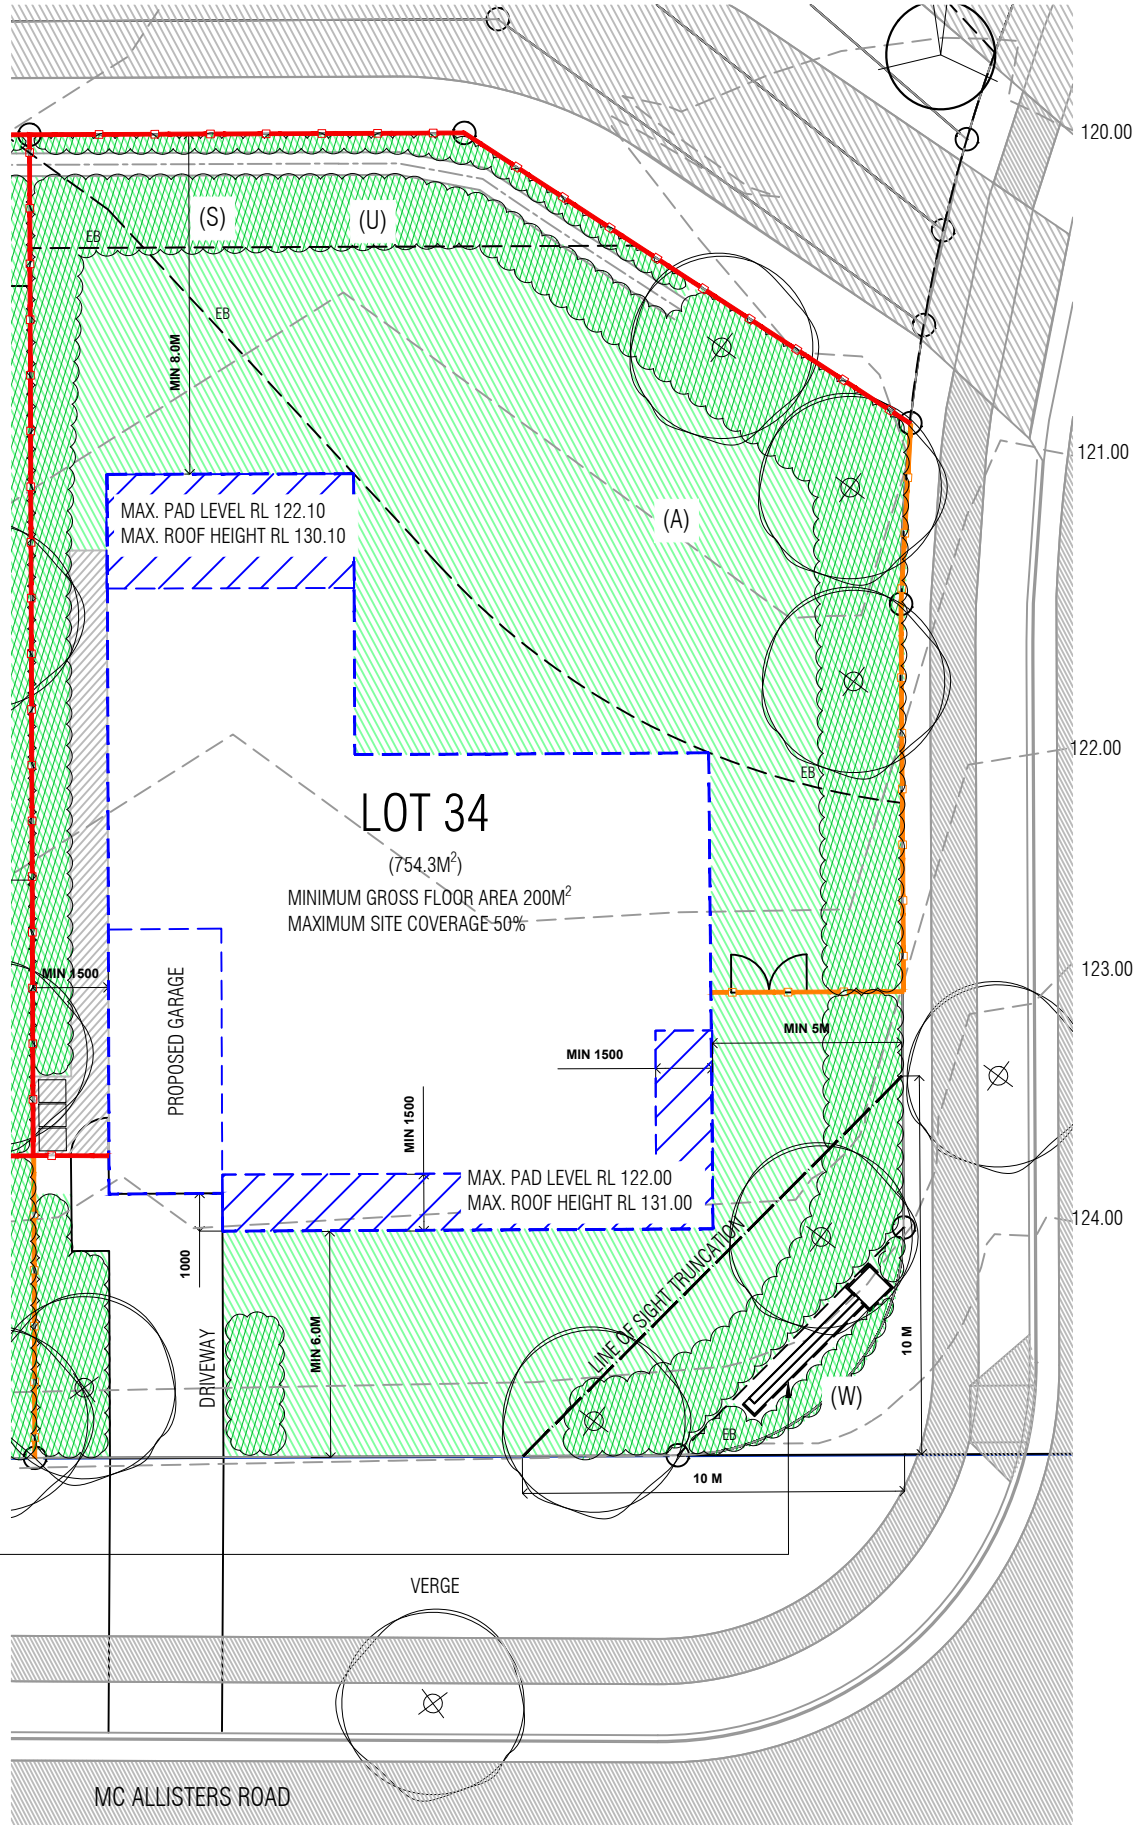 120.00
(S)
(U)
EB
EB
MIN 8.0M
121.00
MAX. PAD LEVEL RL 122.10
MAX. ROOF HEIGHT RL 130.10
(A)
122.00
EB
LOT 34
(754.3M²)
MINIMUM GROSS FLOOR AREA 200M²
MAXIMUM SITE COVERAGE 50%
MIN 1500
123.00
PROPOSED GARAGE
MIN 5M
MIN 1500
MIN 1500
MAX. PAD LEVEL RL 122.00
MAX. ROOF HEIGHT RL 131.00
124.00
1000
LINE OF SIGHT TRUNCATION
DRIVEWAY
MIN 6.0M
10 M
(W)
EB
10 M
VERGE
MC ALLISTERS ROAD